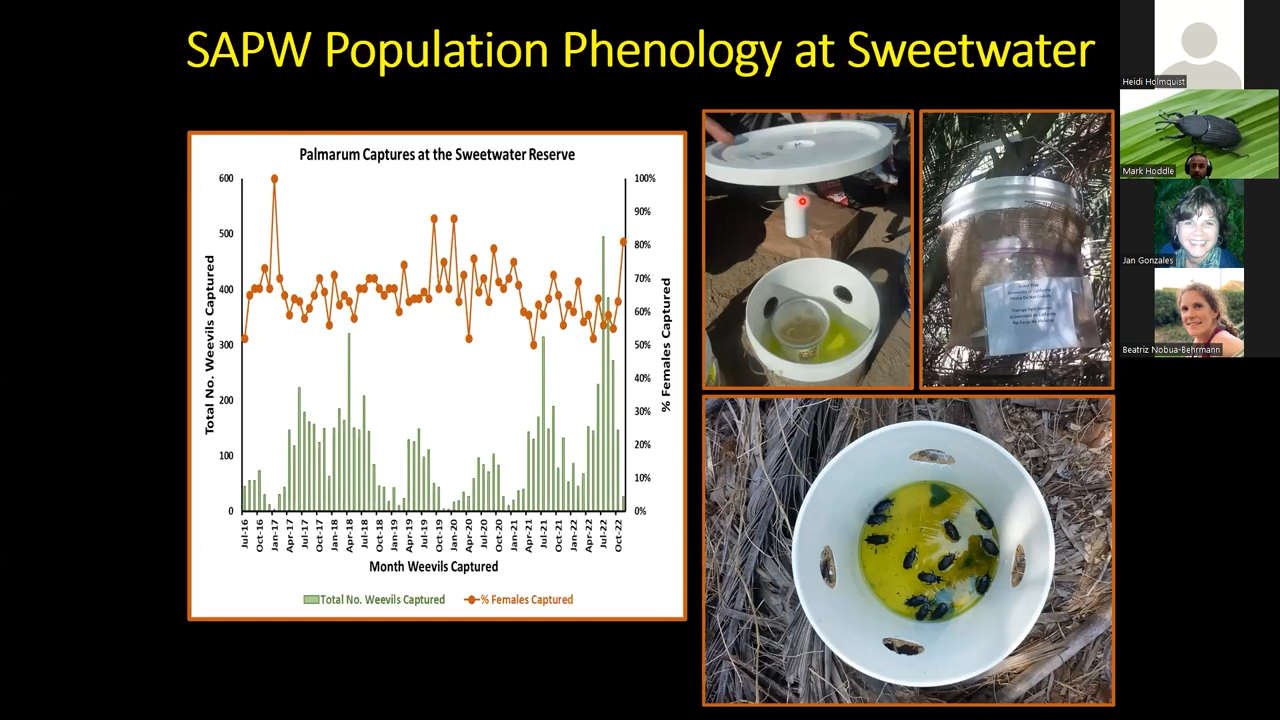 SAPW Population Phenology at Sweetwater
Palmarum Captures at the Sweetwater Reserve
Total No. Weevils Captured
600
500
400
300
200
100
0
100%
90%
80%
70%
60%
50%
40%
30%
20%
10%
0%
% Females Captured
Jul-16
Oct-16
Jan-17
Apr-17
Jul-17
Oct-17
Jan-18
Apr-18
Jul-18
Oct-18
Jan-19
Apr-19
Jul-19
Oct-19
Jan-20
Apr-20
Jul-20
Oct-20
Jan-21
Apr-21
Jul-21
Oct-21
Jan-22
Apr-22
Jul-22
Oct-22
Month Weevils Captured
Total No. Weevils Captured
% Females Captured
University of California
Heidi Holmquist
Mark Hoddle
Jan Gonzales
Beatriz Nobua-Behrmann